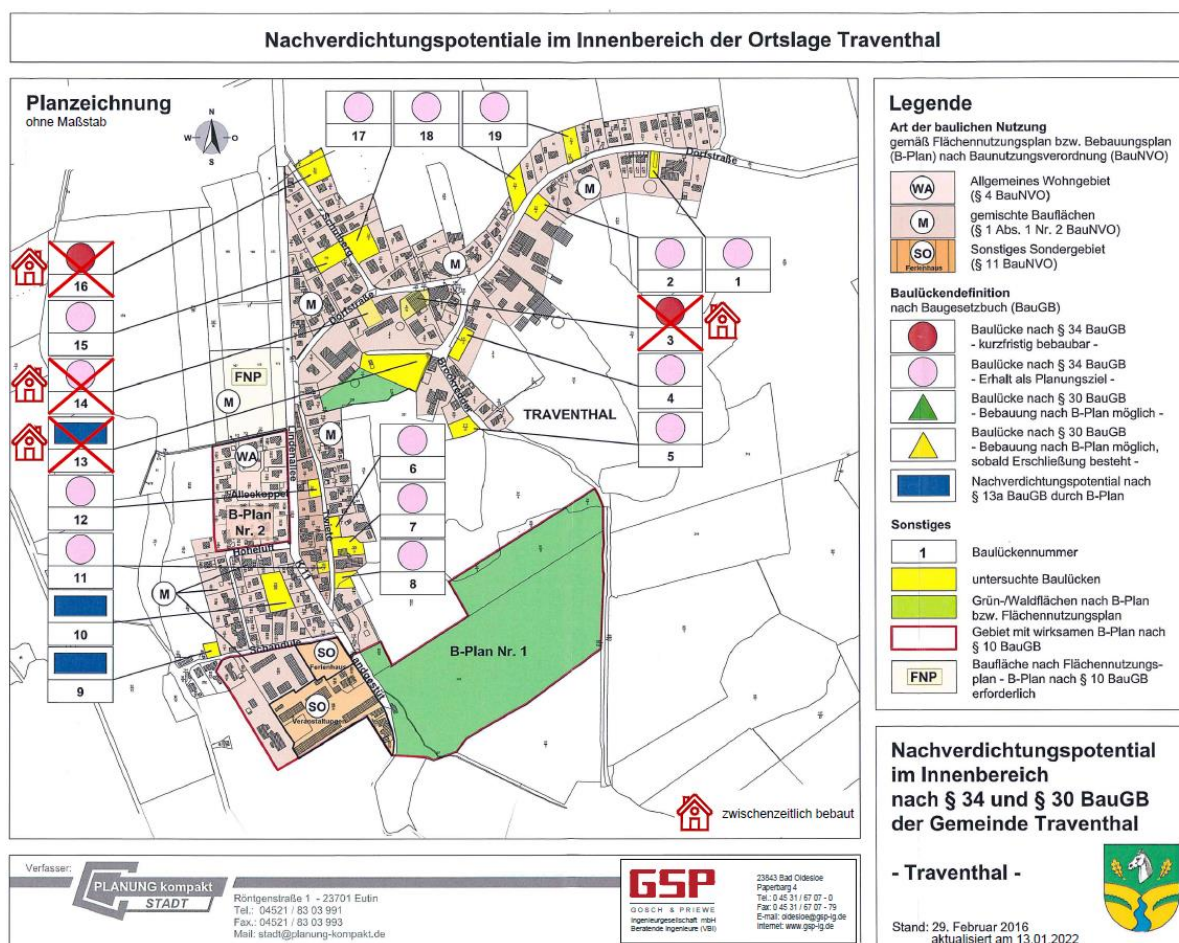 Nachverdichtungspotentiale im Innenbereich der Ortslage Traventhal
Planzeichnung
ohne Maßstab
N
W
O
S
17
18
19
Dorfstraße
M
M
M
Dorfstraße
16
15
14
13
12
11
10
9
2
1
3
4
5
FNP
M
Brookredder
TRAVENTHAL
Lindenallee
M
WA
Alleekoppel
B-Plan
Nr. 2
Twiete
6
7
8
M
SO
Ferienhaus
SO
Veranstaltungen
Landgestüt
B-Plan Nr. 1
zwischenzeitlich bebaut
Legende
Art der baulichen Nutzung
gemäß Flächennutzungsplan bzw. Bebauungsplan
(B-Plan) nach Baunutzungsverordnung (BauNVO)
WA
Allgemeines Wohngebiet
(§ 4 BauNVO)
M
gemischte Bauflächen
(§ 1 Abs. 1 Nr. 2 BauNVO)
SO
Ferienhaus
Sonstiges Sondergebiet
(§ 11 BauNVO)
Baulückendefinition
nach Baugesetzbuch (BauGB)
Baulücke nach § 34 BauGB
- kurzfristig bebaubar -
Baulücke nach § 34 BauGB
- Erhalt als Planungsziel -
Baulücke nach § 30 BauGB
- Bebauung nach B-Plan möglich -
Baulücke nach § 30 BauGB
- Bebauung nach B-Plan möglich,
sobald Erschließung besteht -
Nachverdichtungspotential nach
§ 13a BauGB durch B-Plan
Sonstiges
1
Baulückennummer
untersuchte Baulücken
Grün-/Waldflächen nach B-Plan
bzw. Flächennutzungsplan
Gebiet mit wirksamen B-Plan nach
§ 10 BauGB
FNP
Baufläche nach Flächennutzungs-
plan - B-Plan nach § 10 BauGB
erforderlich
Nachverdichtungspotential
im Innenbereich
nach § 34 und § 30 BauGB
der Gemeinde Traventhal
- Traventhal -
Stand: 29. Februar 2016
aktualisiert am 13.01.2022
Verfasser:
PLANUNG kompakt
STADT
Röntgenstraße 1 - 23701 Eutin
Tel.: 04521 / 83 03 991
Fax.: 04521 / 83 03 993
Mail: stadt@planung-kompakt.de
GSP
GOSCH & PRIEWE
Ingenieurgesellschaft mbH
Beratende Ingenieure (VBI)
23843 Bad Oldesloe
Paperbarg 4
Tel.: 0 45 31 / 67 07 - 0
Fax: 0 45 31 / 67 07 - 79
E-mail: oldesloe@gsp-ig.de
Internet: www.gsp-ig.de